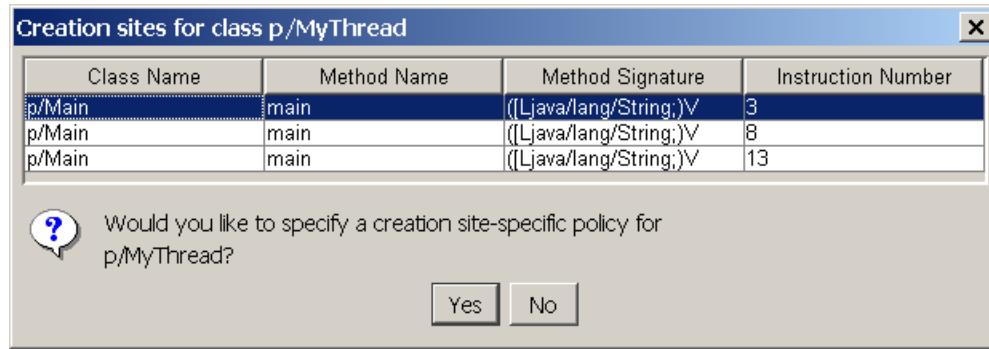 Creation sites for class p/MyThread
Class Name Method Name Method Signature Instruction Number
p/Main main ([Ljava/lang/String;)V 3
p/Main main ([Ljava/lang/String;)V 8
p/Main main ([Ljava/lang/String;)V 13
Would you like to specify a creation site-specific policy for
p/MyThread?
Yes No